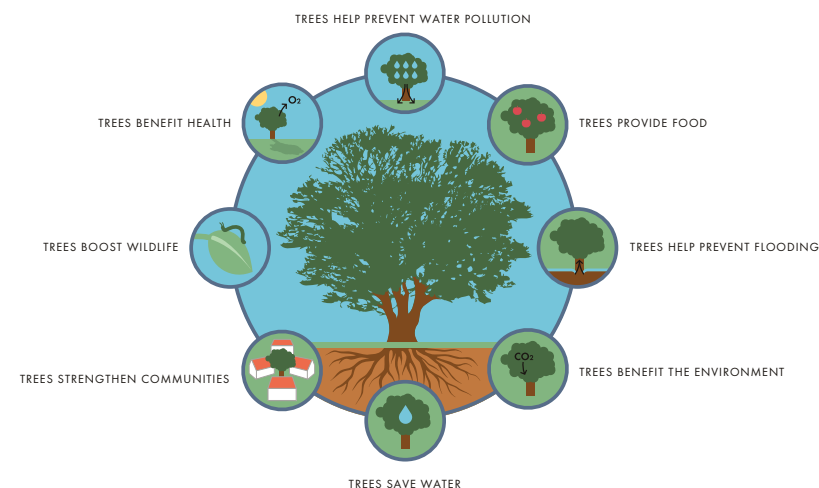 TREES HELP PREVENT WATER POLLUTION
O₂
TREES BENEFIT HEALTH
TREES PROVIDE FOOD
TREES BOOST WILDLIFE
TREES HELP PREVENT FLOODING
CO₂
TREES STRENGTHEN COMMUNITIES
TREES BENEFIT THE ENVIRONMENT
TREES SAVE WATER